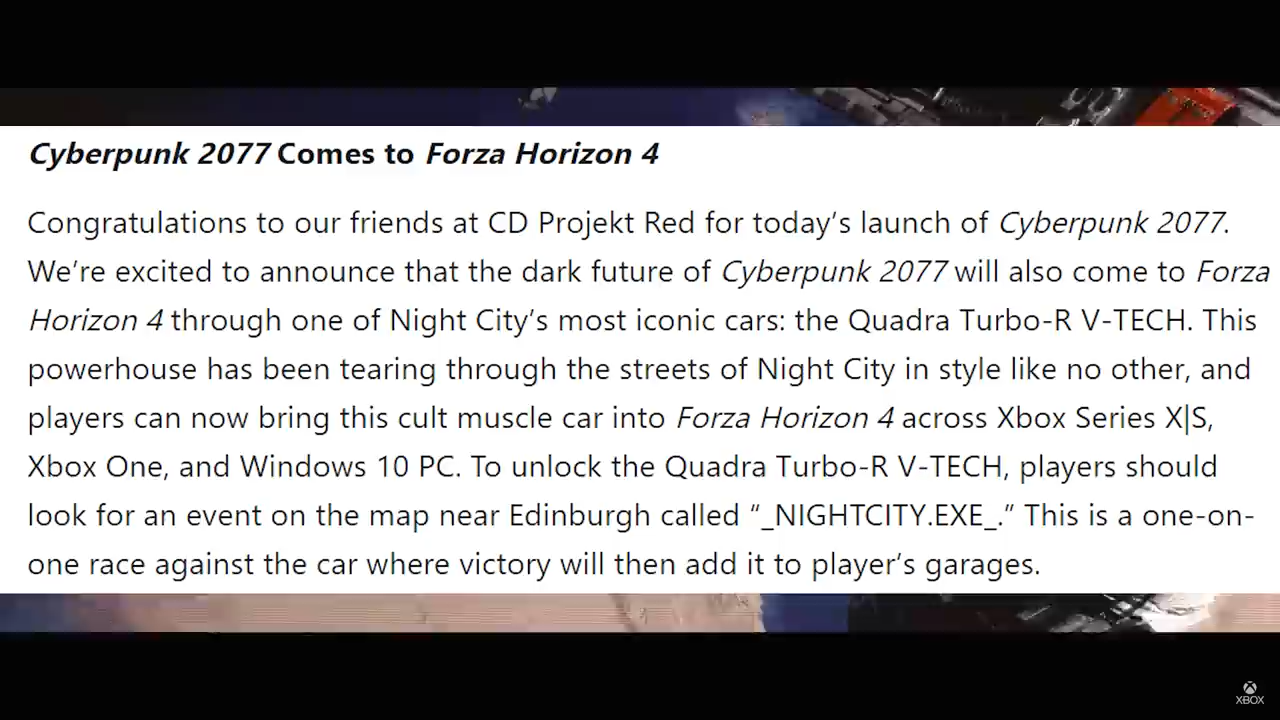 Cyberpunk 2077 Comes to Forza Horizon 4
Congratulations to our friends at CD Projekt Red for today’s launch of Cyberpunk 2077.
We’re excited to announce that the dark future of Cyberpunk 2077 will also come to Forza
Horizon 4 through one of Night City’s most iconic cars: the Quadra Turbo-R V-TECH. This
powerhouse has been tearing through the streets of Night City in style like no other, and
players can now bring this cult muscle car into Forza Horizon 4 across Xbox Series X|S,
Xbox One, and Windows 10 PC. To unlock the Quadra Turbo-R V-TECH, players should
look for an event on the map near Edinburgh called “_NIGHTCITY.EXE_.” This is a one-on-
one race against the car where victory will then add it to player’s garages.
XBOX